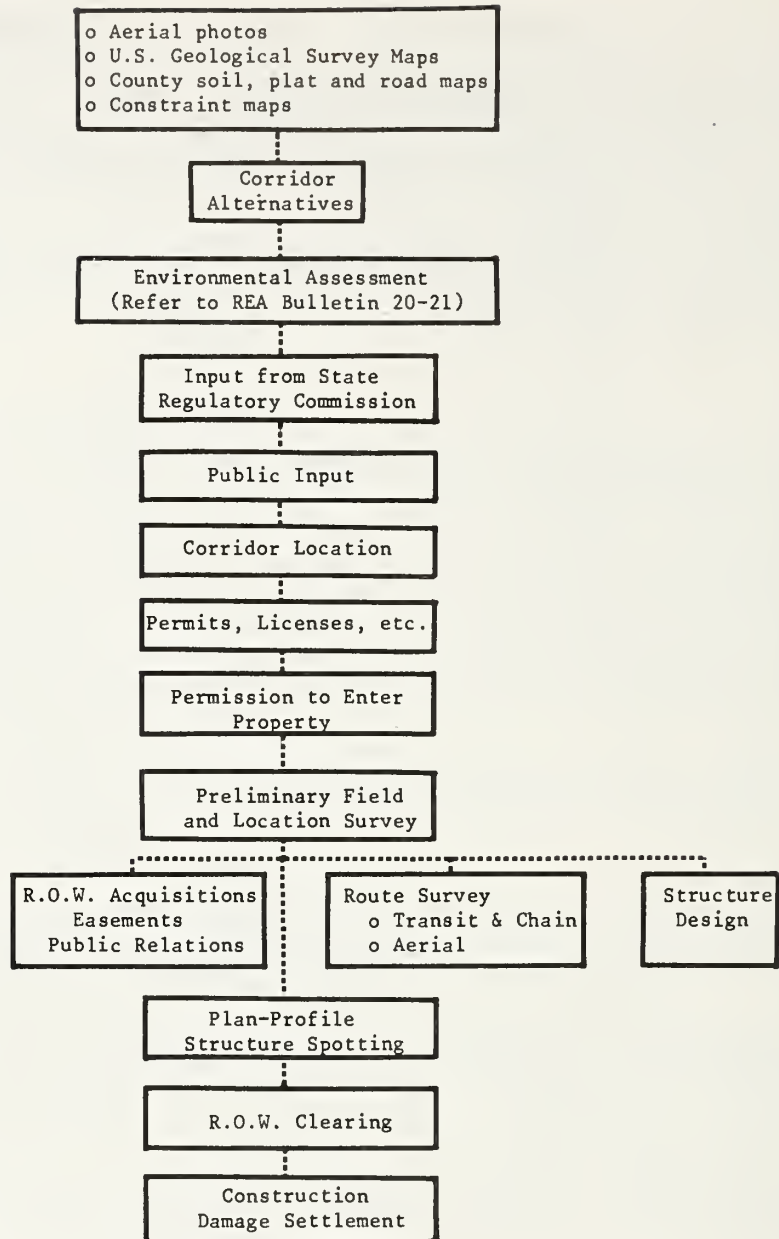 o Aerial photos
o U.S. Geological Survey Maps
o County soil, plat and road maps
o Constraint maps
Corridor
Alternatives
Environmental Assessment
(Refer to REA Bulletin 20-21)
Input from State
Regulatory Commission
Public Input
Corridor Location
Permits, Licenses, etc.
Permission to Enter
Property
Preliminary Field
and Location Survey
R.O.W. Acquisitions
Easements
Public Relations
Route Survey
o Transit & Chain
o Aerial
Structure
Design
Plan-Profile
Structure Spotting
R.O.W. Clearing
Construction
Damage Settlement